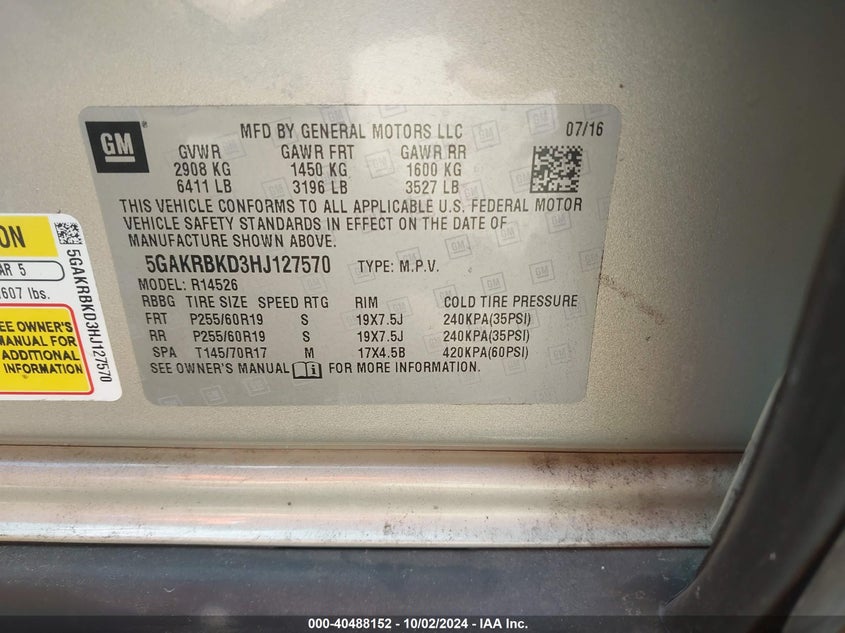 GM
MFD BY GENERAL MOTORS LLC 07/16
GVWR GAWR FRT GAWR RR
2908 KG 1450 KG 1600 KG
6411 LB 3196 LB 3527 LB
THIS VEHICLE CONFORMS TO ALL APPLICABLE U.S. FEDERAL MOTOR
VEHICLE SAFETY STANDARDS IN EFFECT ON THE DATE OF
MANUFACTURE SHOWN ABOVE.
5GAKRBKD3HJ127570 TYPE: M.P.V.
MODEL: R14526
RBBG TIRE SIZE SPEED RTG RIM COLD TIRE PRESSURE
FRT P255/60R19 S 19X7.5J 240KPA(35PSI)
RR P255/60R19 S 19X7.5J 240KPA(35PSI)
SPA T145/70R17 M 17X4.5B 420KPA(60PSI)
SEE OWNER'S MANUAL FOR MORE INFORMATION.
5
607 lbs.
OWNER'S
MANUAL FOR
ADDITIONAL
INFORMATION
5GAKRBKD3HJ127570
000-40488152 - 10/02/2024 - IAA Inc.